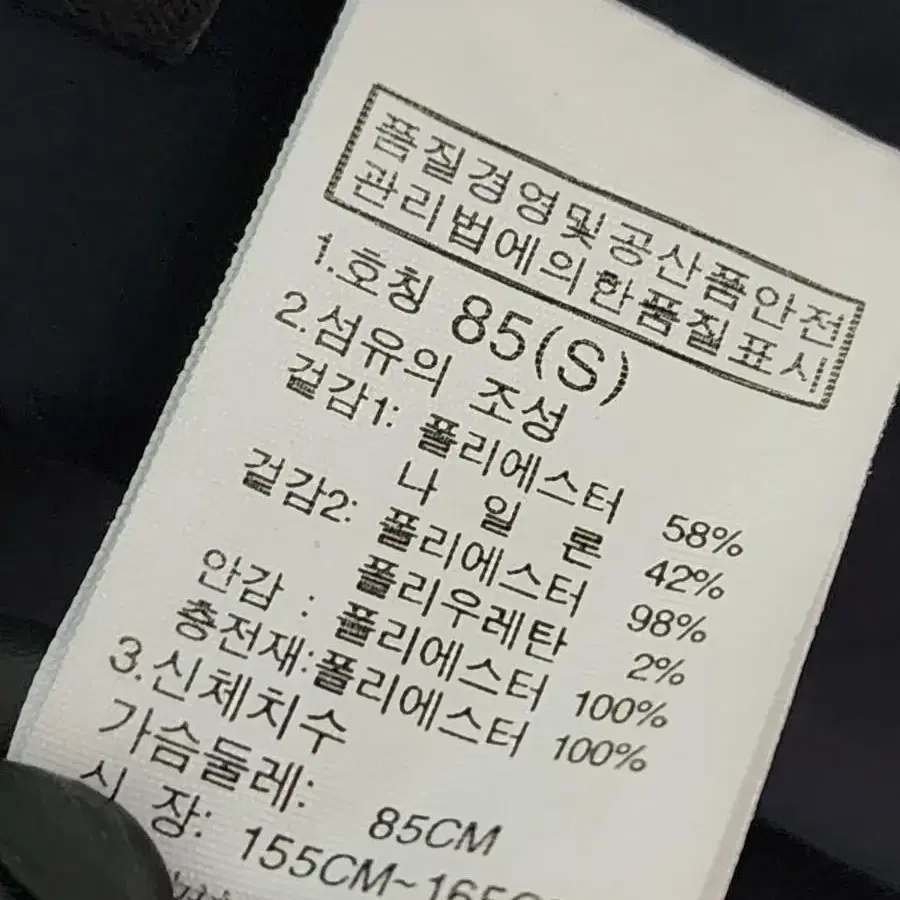 품질경영및공산품안전
관리법에의한품질표시
1.호칭 85(S)
2.섬유의 조성
겉감1: 폴리에스터 58%
나 일 론 42%
겉감2: 폴리에스터 98%
폴리우레탄 2%
안감 : 폴리에스터 100%
충전재:폴리에스터 100%
3.신체치수
가슴둘레: 85CM
신 장: 155CM~165C